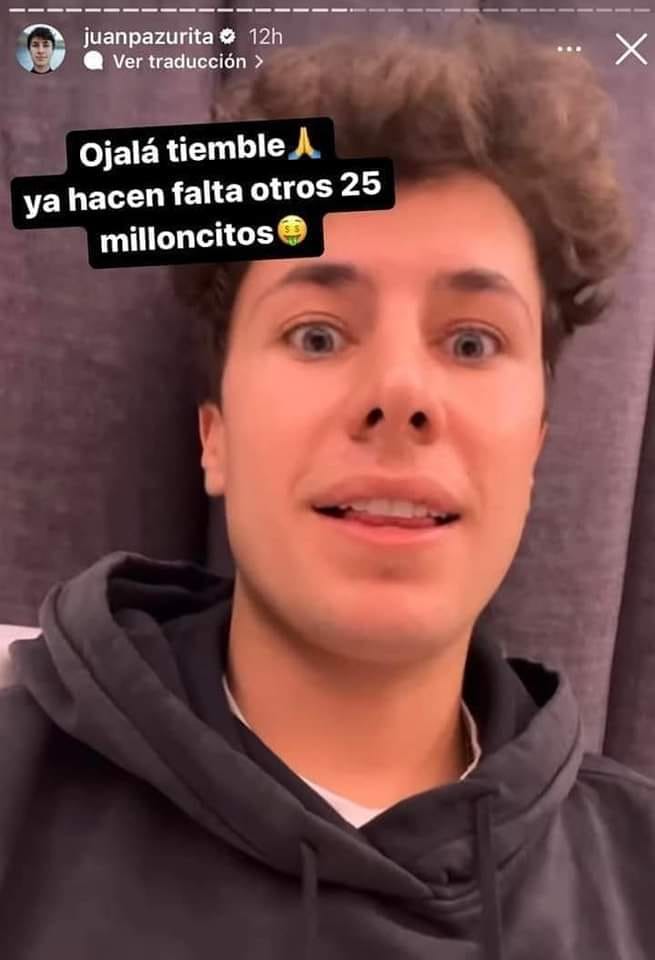 juanpazurita 12h
Ver traducción >
Ojalá tiemble🙏
ya hacen falta otros 25
milloncitos🤑